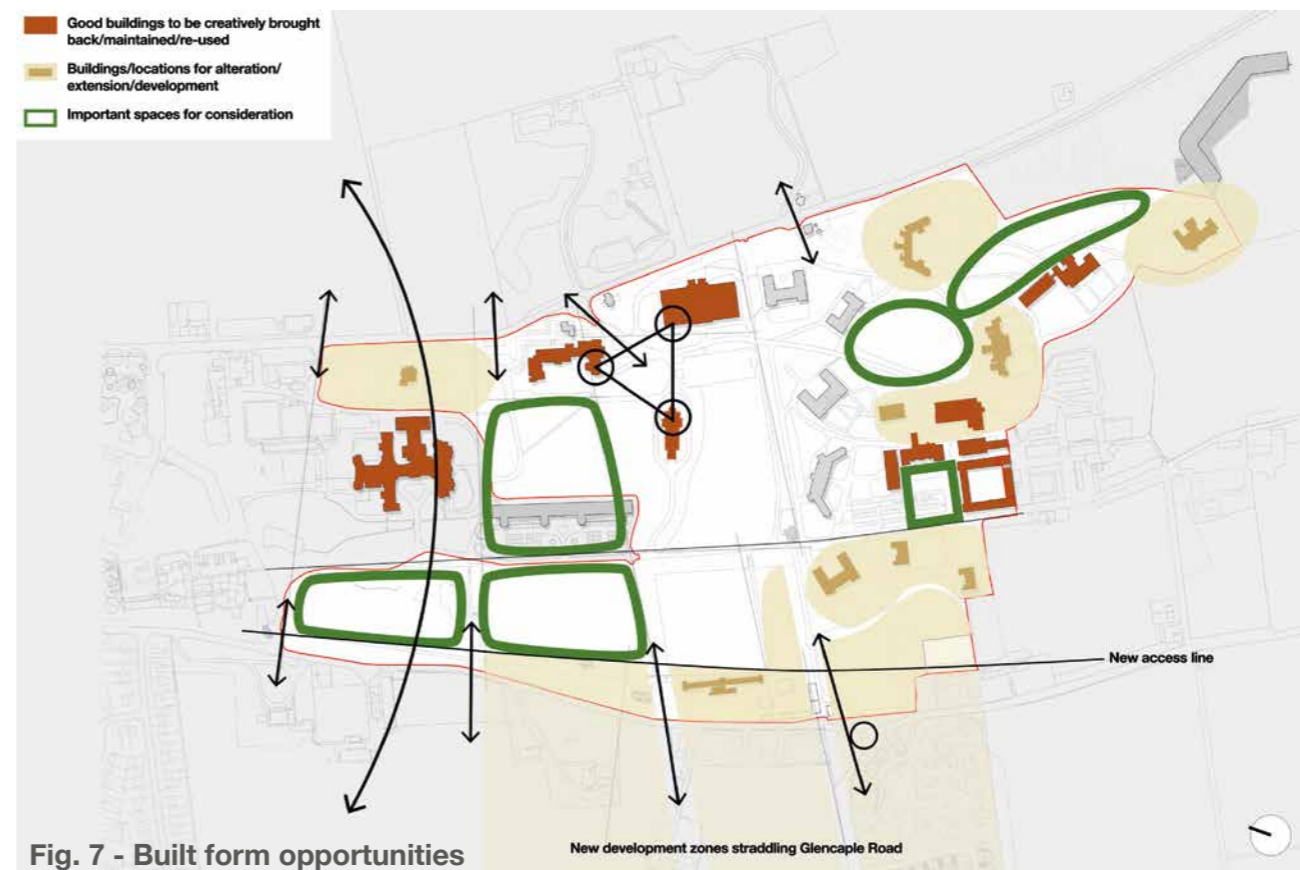 Good buildings to be creatively brought
back/maintained/re-used
Buildings/locations for alteration/
extension/development
Important spaces for consideration
New access line
New development zones straddling Glencaple Road
Fig. 7 - Built form opportunities